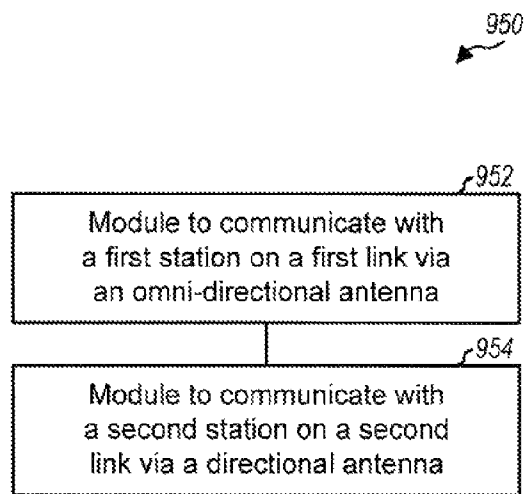 950
952
Module to communicate with
a first station on a first link via
an omni-directional antenna
954
Module to communicate with
a second station on a second
link via a directional antenna